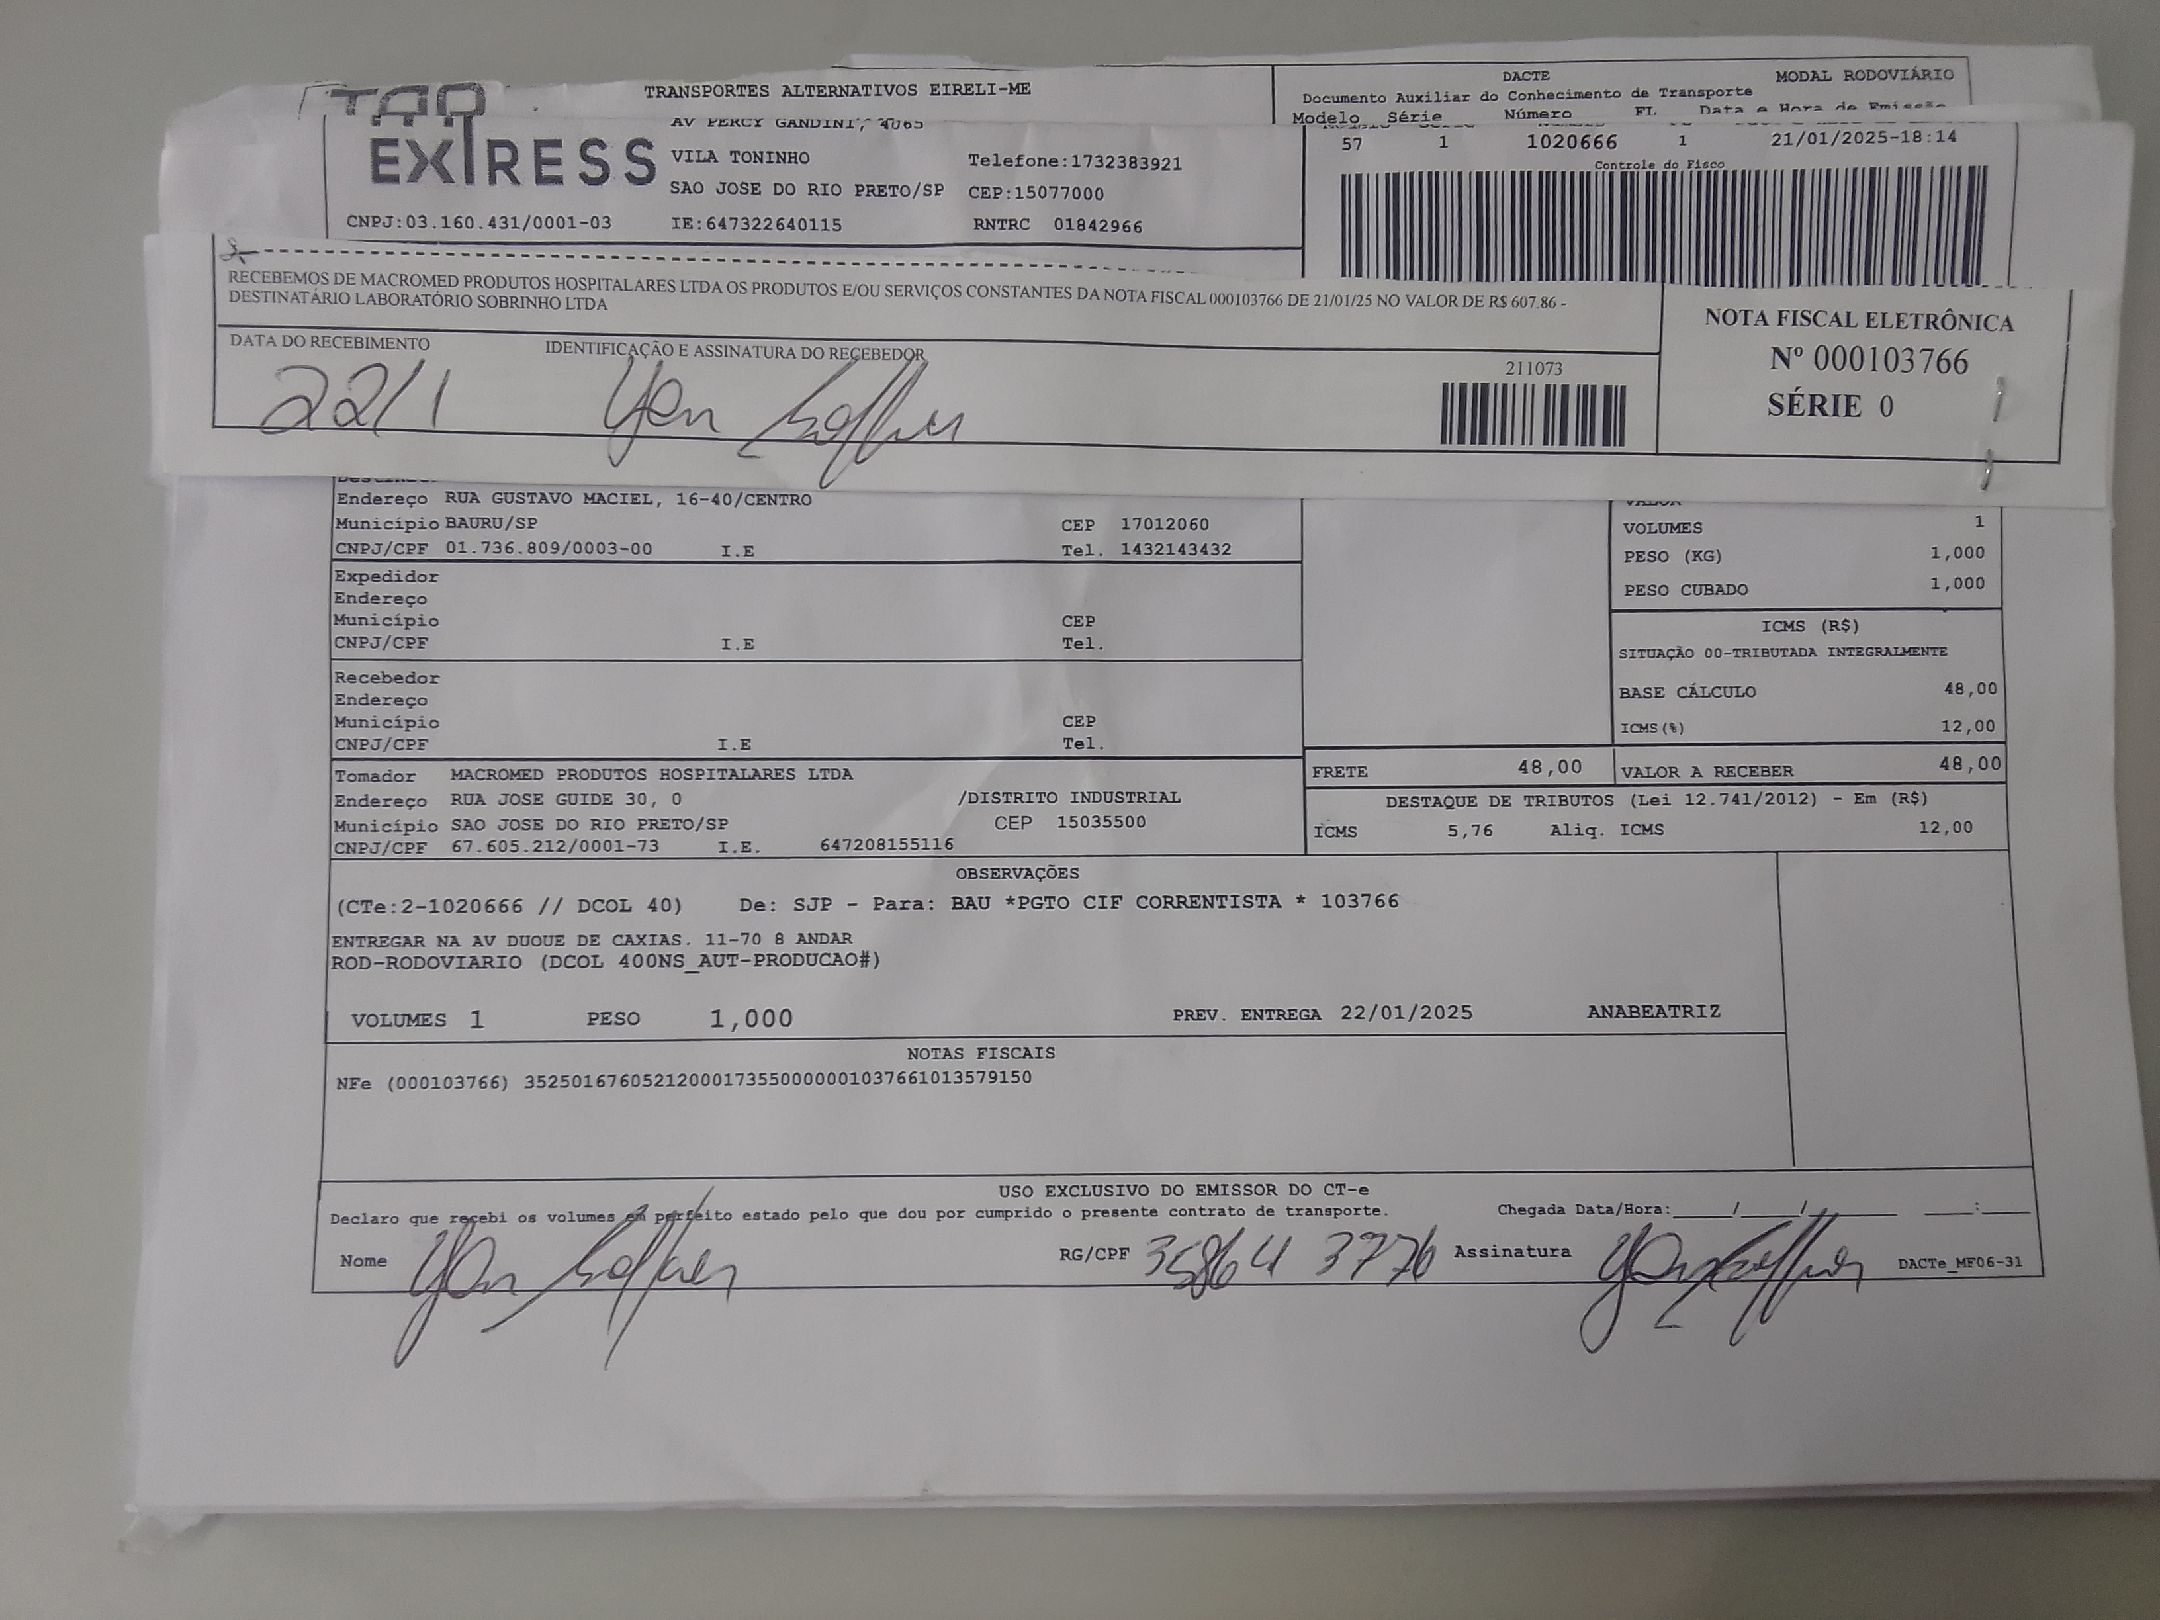 TRANSPORTES ALTERNATIVOS EIRELI-ME
DACTE MODAL RODOVIÁRIO
Documento Auxiliar do Conhecimento de Transporte
Modelo Série Número FL Data e Hora de Emissão
EXPRESS
AV PERCY GANDINI, 4065
57 1 1020666 1 21/01/2025-18:14
VILA TONINHO Telefone:1732383921
Controle do Fisco
SAO JOSE DO RIO PRETO/SP CEP:15077000
CNPJ:03.160.431/0001-03 IE:647322640115 RNTRC 01842966
RECEBEMOS DE MACROMED PRODUTOS HOSPITALARES LTDA OS PRODUTOS E/OU SERVIÇOS CONSTANTES DA NOTA FISCAL 000103766 DE 21/01/25 NO VALOR DE R$ 607.86 -
DESTINATÁRIO LABORATÓRIO SOBRINHO LTDA
NOTA FISCAL ELETRÔNICA
Nº 000103766
SÉRIE 0
DATA DO RECEBIMENTO IDENTIFICAÇÃO E ASSINATURA DO RECEBEDOR
211073
22/1
Endereço RUA GUSTAVO MACIEL, 16-40/CENTRO
Município BAURU/SP CEP 17012060
CNPJ/CPF 01.736.809/0003-00 I.E Tel. 1432143432
VALOR
VOLUMES 1
PESO (KG) 1,000
PESO CUBADO 1,000
Expedidor
Endereço
Município CEP
CNPJ/CPF I.E Tel.
ICMS (R$)
SITUAÇÃO 00-TRIBUTADA INTEGRALMENTE
BASE CÁLCULO 48,00
ICMS(%) 12,00
Recebedor
Endereço
Município CEP
CNPJ/CPF I.E Tel.
FRETE 48,00 VALOR A RECEBER 48,00
Tomador MACROMED PRODUTOS HOSPITALARES LTDA
Endereço RUA JOSE GUIDE 30, 0 /DISTRITO INDUSTRIAL
Município SAO JOSE DO RIO PRETO/SP CEP 15035500
CNPJ/CPF 67.605.212/0001-73 I.E. 647208155116
DESTAQUE DE TRIBUTOS (Lei 12.741/2012) - Em (R$)
ICMS 5,76 Aliq. ICMS 12,00
OBSERVAÇÕES
(CTe:2-1020666 // DCOL 40) De: SJP - Para: BAU *PGTO CIF CORRENTISTA * 103766
ENTREGAR NA AV DUQUE DE CAXIAS. 11-70 8 ANDAR
ROD-RODOVIARIO (DCOL 400NS_AUT-PRODUCAO#)
VOLUMES 1 PESO 1,000 PREV. ENTREGA 22/01/2025 ANABEATRIZ
NOTAS FISCAIS
NFe (000103766) 35250167605212000173550000001037661013579150
USO EXCLUSIVO DO EMISSOR DO CT-e
Declaro que recebi os volumes em perfeito estado pelo que dou por cumprido o presente contrato de transporte. Chegada Data/Hora:____/____/____ ___:___
Nome RG/CPF 35864 3776 Assinatura DACTe_MF06-31